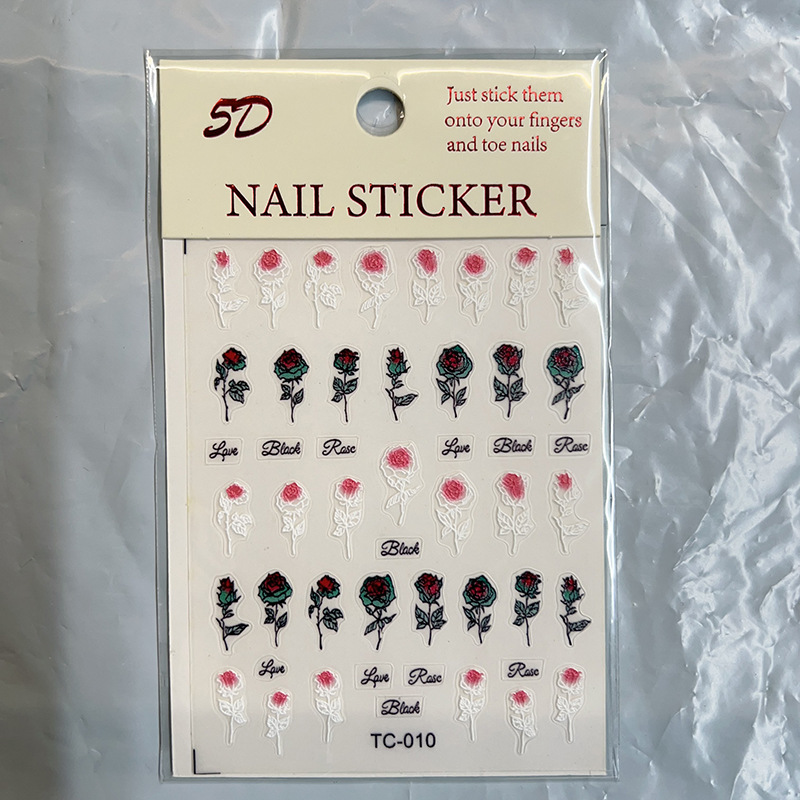 5D
Just stick them
onto your fingers
and toe nails
NAIL STICKER
Love Black Rose Love Black Rose
Black
Love Love Rose Rose
Black
TC-010